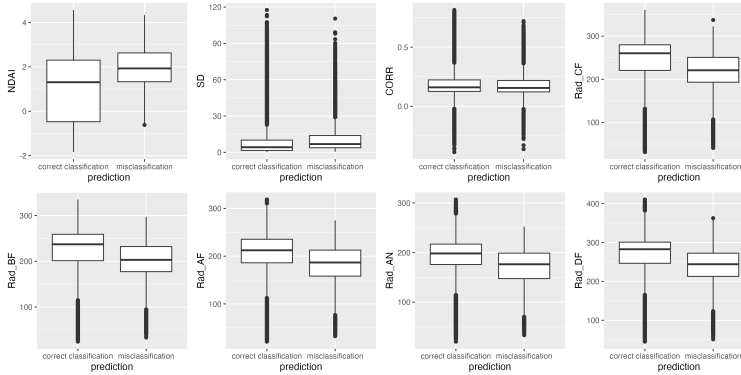 NDAI
4
2
0
-2
correct classification misclassification
prediction
SD
120
90
60
30
0
correct classification misclassification
prediction
CORR
0.5
0.0
correct classification misclassification
prediction
Rad_CF
300
200
100
correct classification misclassification
prediction
Rad_BF
300
200
100
correct classification misclassification
prediction
Rad_AF
300
200
100
correct classification misclassification
prediction
Rad_AN
300
200
100
correct classification misclassification
prediction
Rad_DF
400
300
200
100
correct classification misclassification
prediction